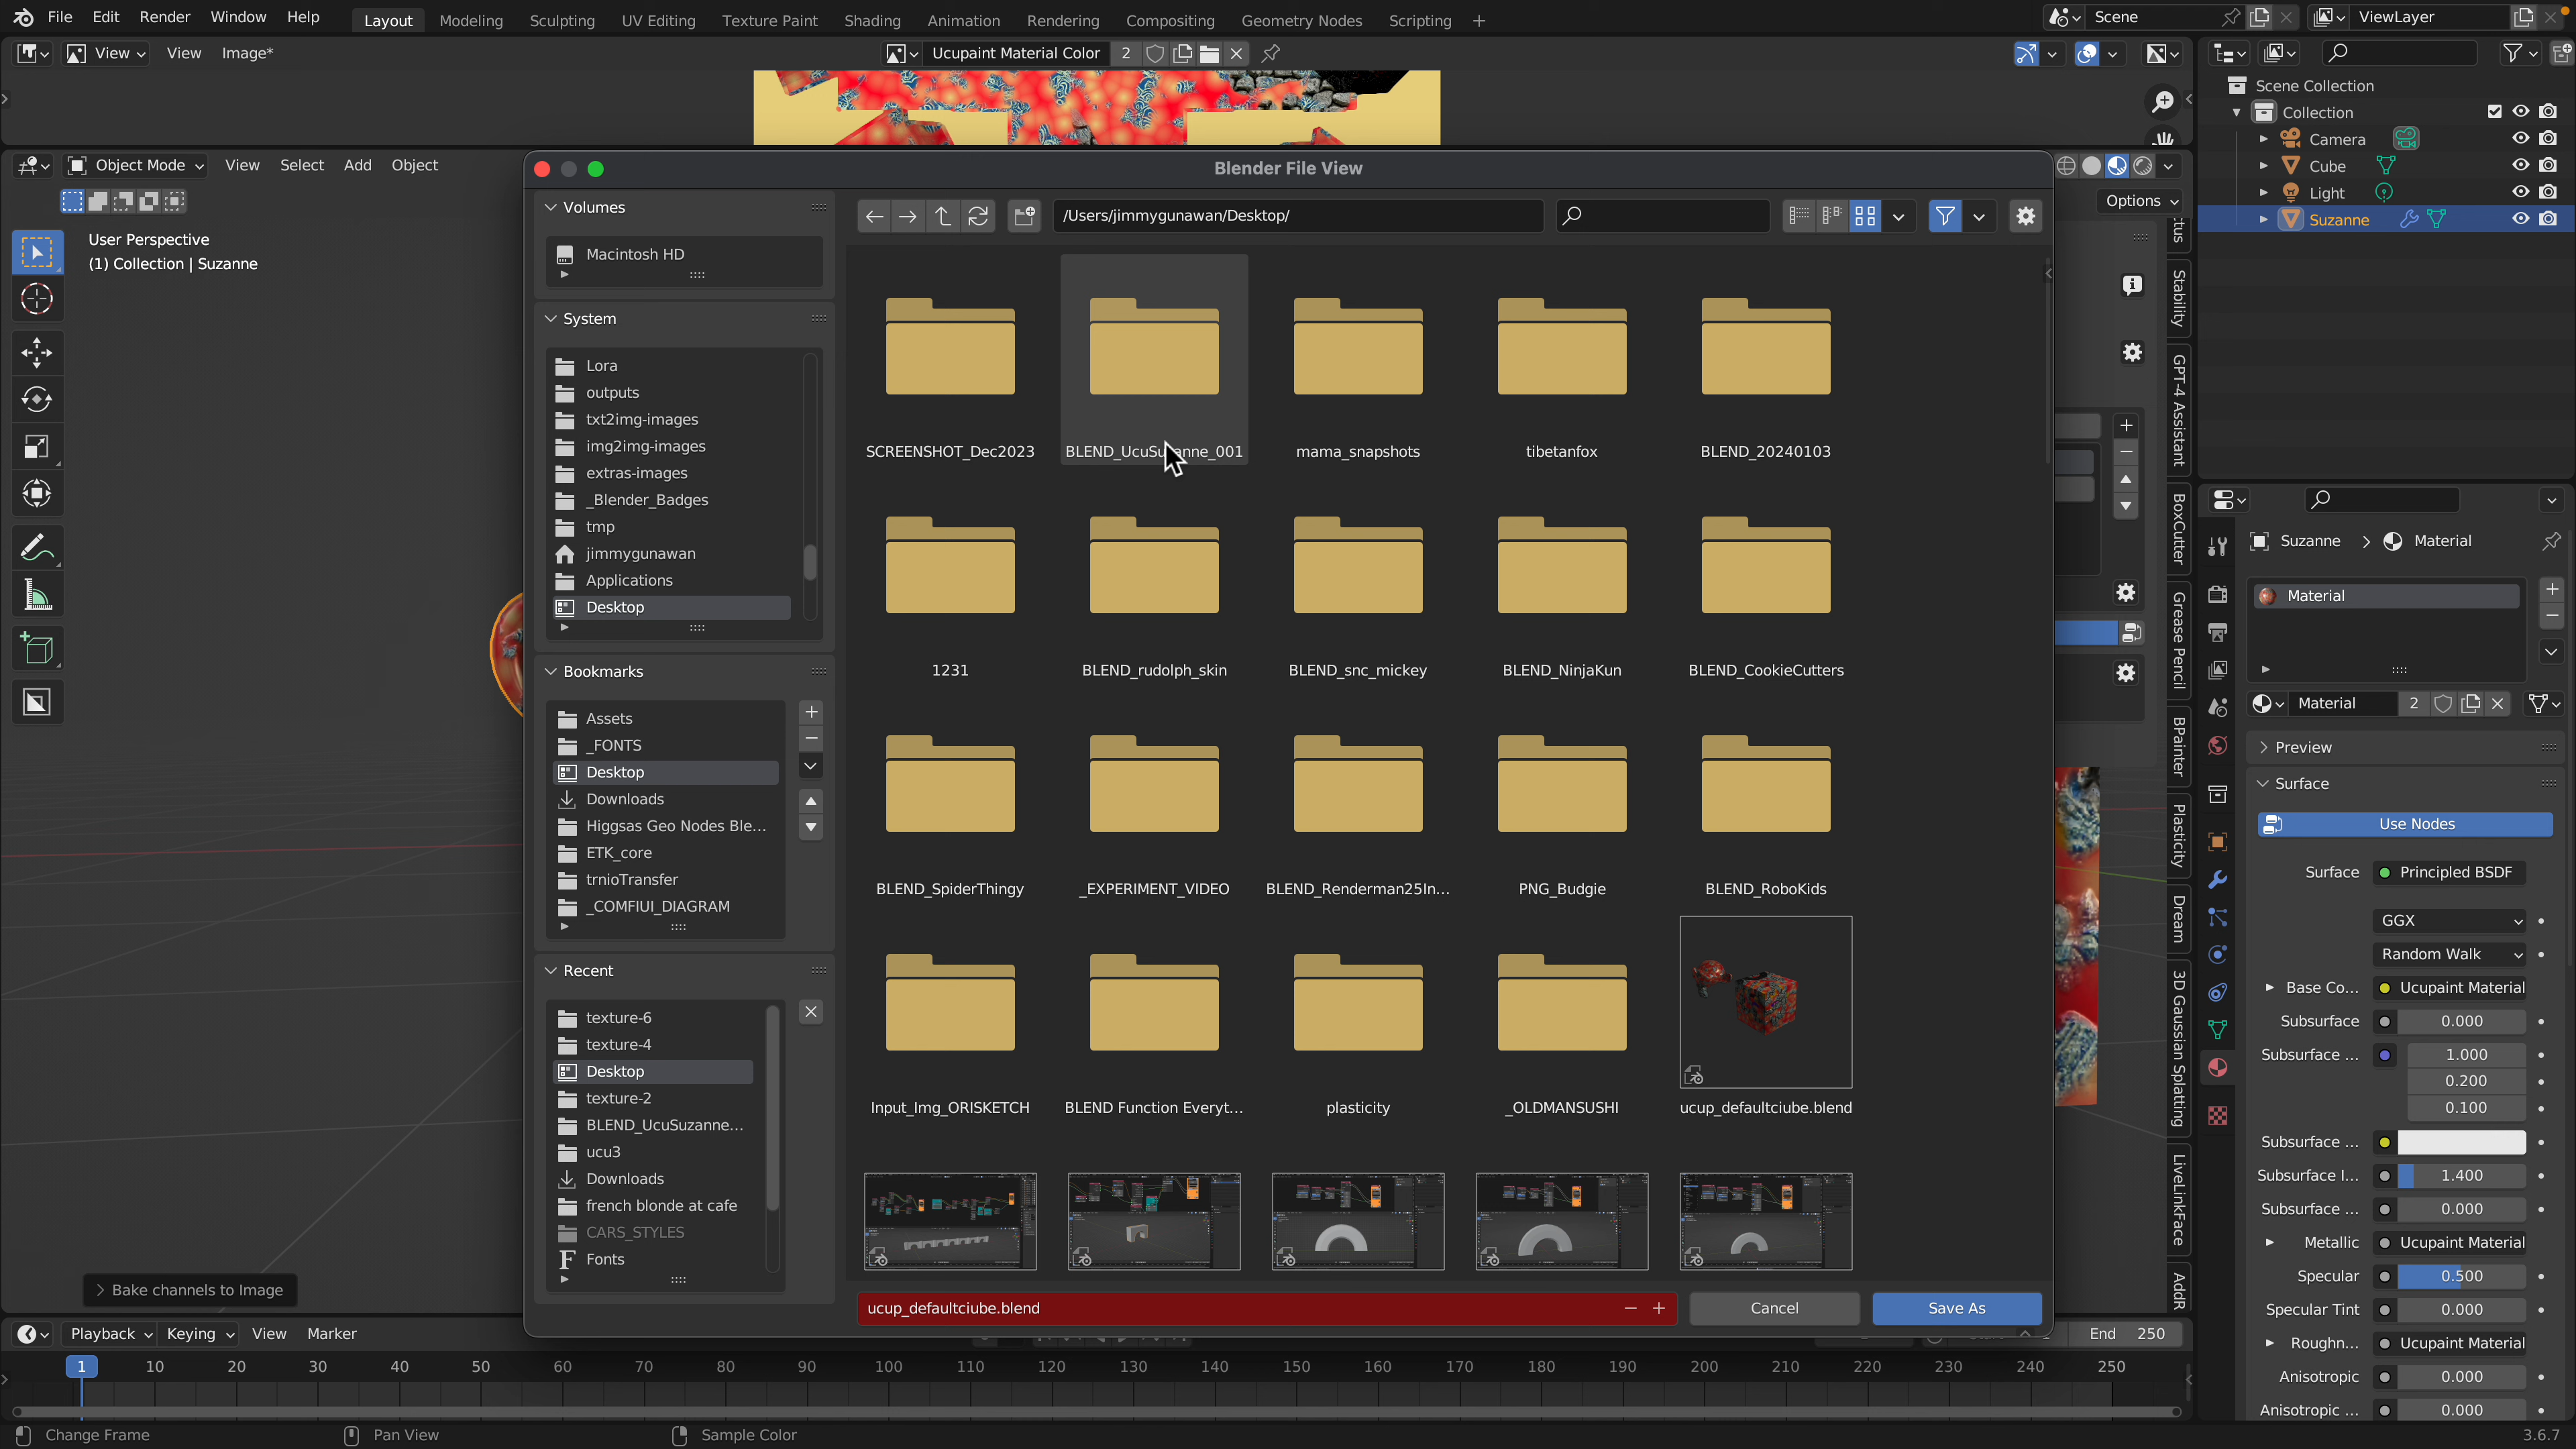 File Edit Render Window Help Layout Modeling Sculpting UV Editing Texture Paint Shading Animation Rendering Compositing Geometry Nodes Scripting + Scene ViewLayer
View View Image* Ucupaint Material Color 2
Scene Collection
Collection
Camera
Cube
Light
Suzanne
Object Mode View Select Add Object
Options
User Perspective
(1) Collection | Suzanne
Blender File View
Volumes
Macintosh HD
System
Lora
outputs
txt2img-images
img2img-images
extras-images
_Blender_Badges
tmp
jimmygunawan
Applications
Desktop
Bookmarks
Assets
_FONTS
Desktop
Downloads
Higgsas Geo Nodes Ble...
ETK_core
trnioTransfer
_COMFIUI_DIAGRAM
Recent
texture-6
texture-4
Desktop
texture-2
BLEND_UcuSuzanne...
ucu3
Downloads
french blonde at cafe
CARS_STYLES
Fonts
/Users/jimmygunawan/Desktop/
SCREENSHOT_Dec2023 BLEND_UcuSuzanne_001 mama_snapshots tibetanfox BLEND_20240103
1231 BLEND_rudolph_skin BLEND_snc_mickey BLEND_NinjaKun BLEND_CookieCutters
BLEND_SpiderThingy _EXPERIMENT_VIDEO BLEND_Renderman25In... PNG_Budgie BLEND_RoboKids
Input_Img_ORISKETCH BLEND Function Everyt... plasticity _OLDMANSUSHI ucup_defaultciube.blend
ucup_defaultciube.blend Cancel Save As
tus
Stability
GPT-4 Assistant
BoxCutter
Grease Pencil
BPainter
Plasticity
Dream
3D Gaussian Splatting
LiveLinkFace
AddR
Suzanne > Material
Material
Material 2
Preview
Surface
Use Nodes
Surface Principled BSDF
GGX
Random Walk
Base Co... Ucupaint Material
Subsurface 0.000
Subsurface ... 1.000
0.200
0.100
Subsurface ...
Subsurface I... 1.400
Subsurface ... 0.000
Metallic Ucupaint Material
Specular 0.500
Specular Tint 0.000
Roughn... Ucupaint Material
Anisotropic 0.000
Anisotropic ... 0.000
Bake channels to Image
Playback Keying View Marker End 250
1 10 20 30 40 50 60 70 80 90 100 110 120 130 140 150 160 170 180 190 200 210 220 230 240 250
Change Frame Pan View Sample Color 3.6.7